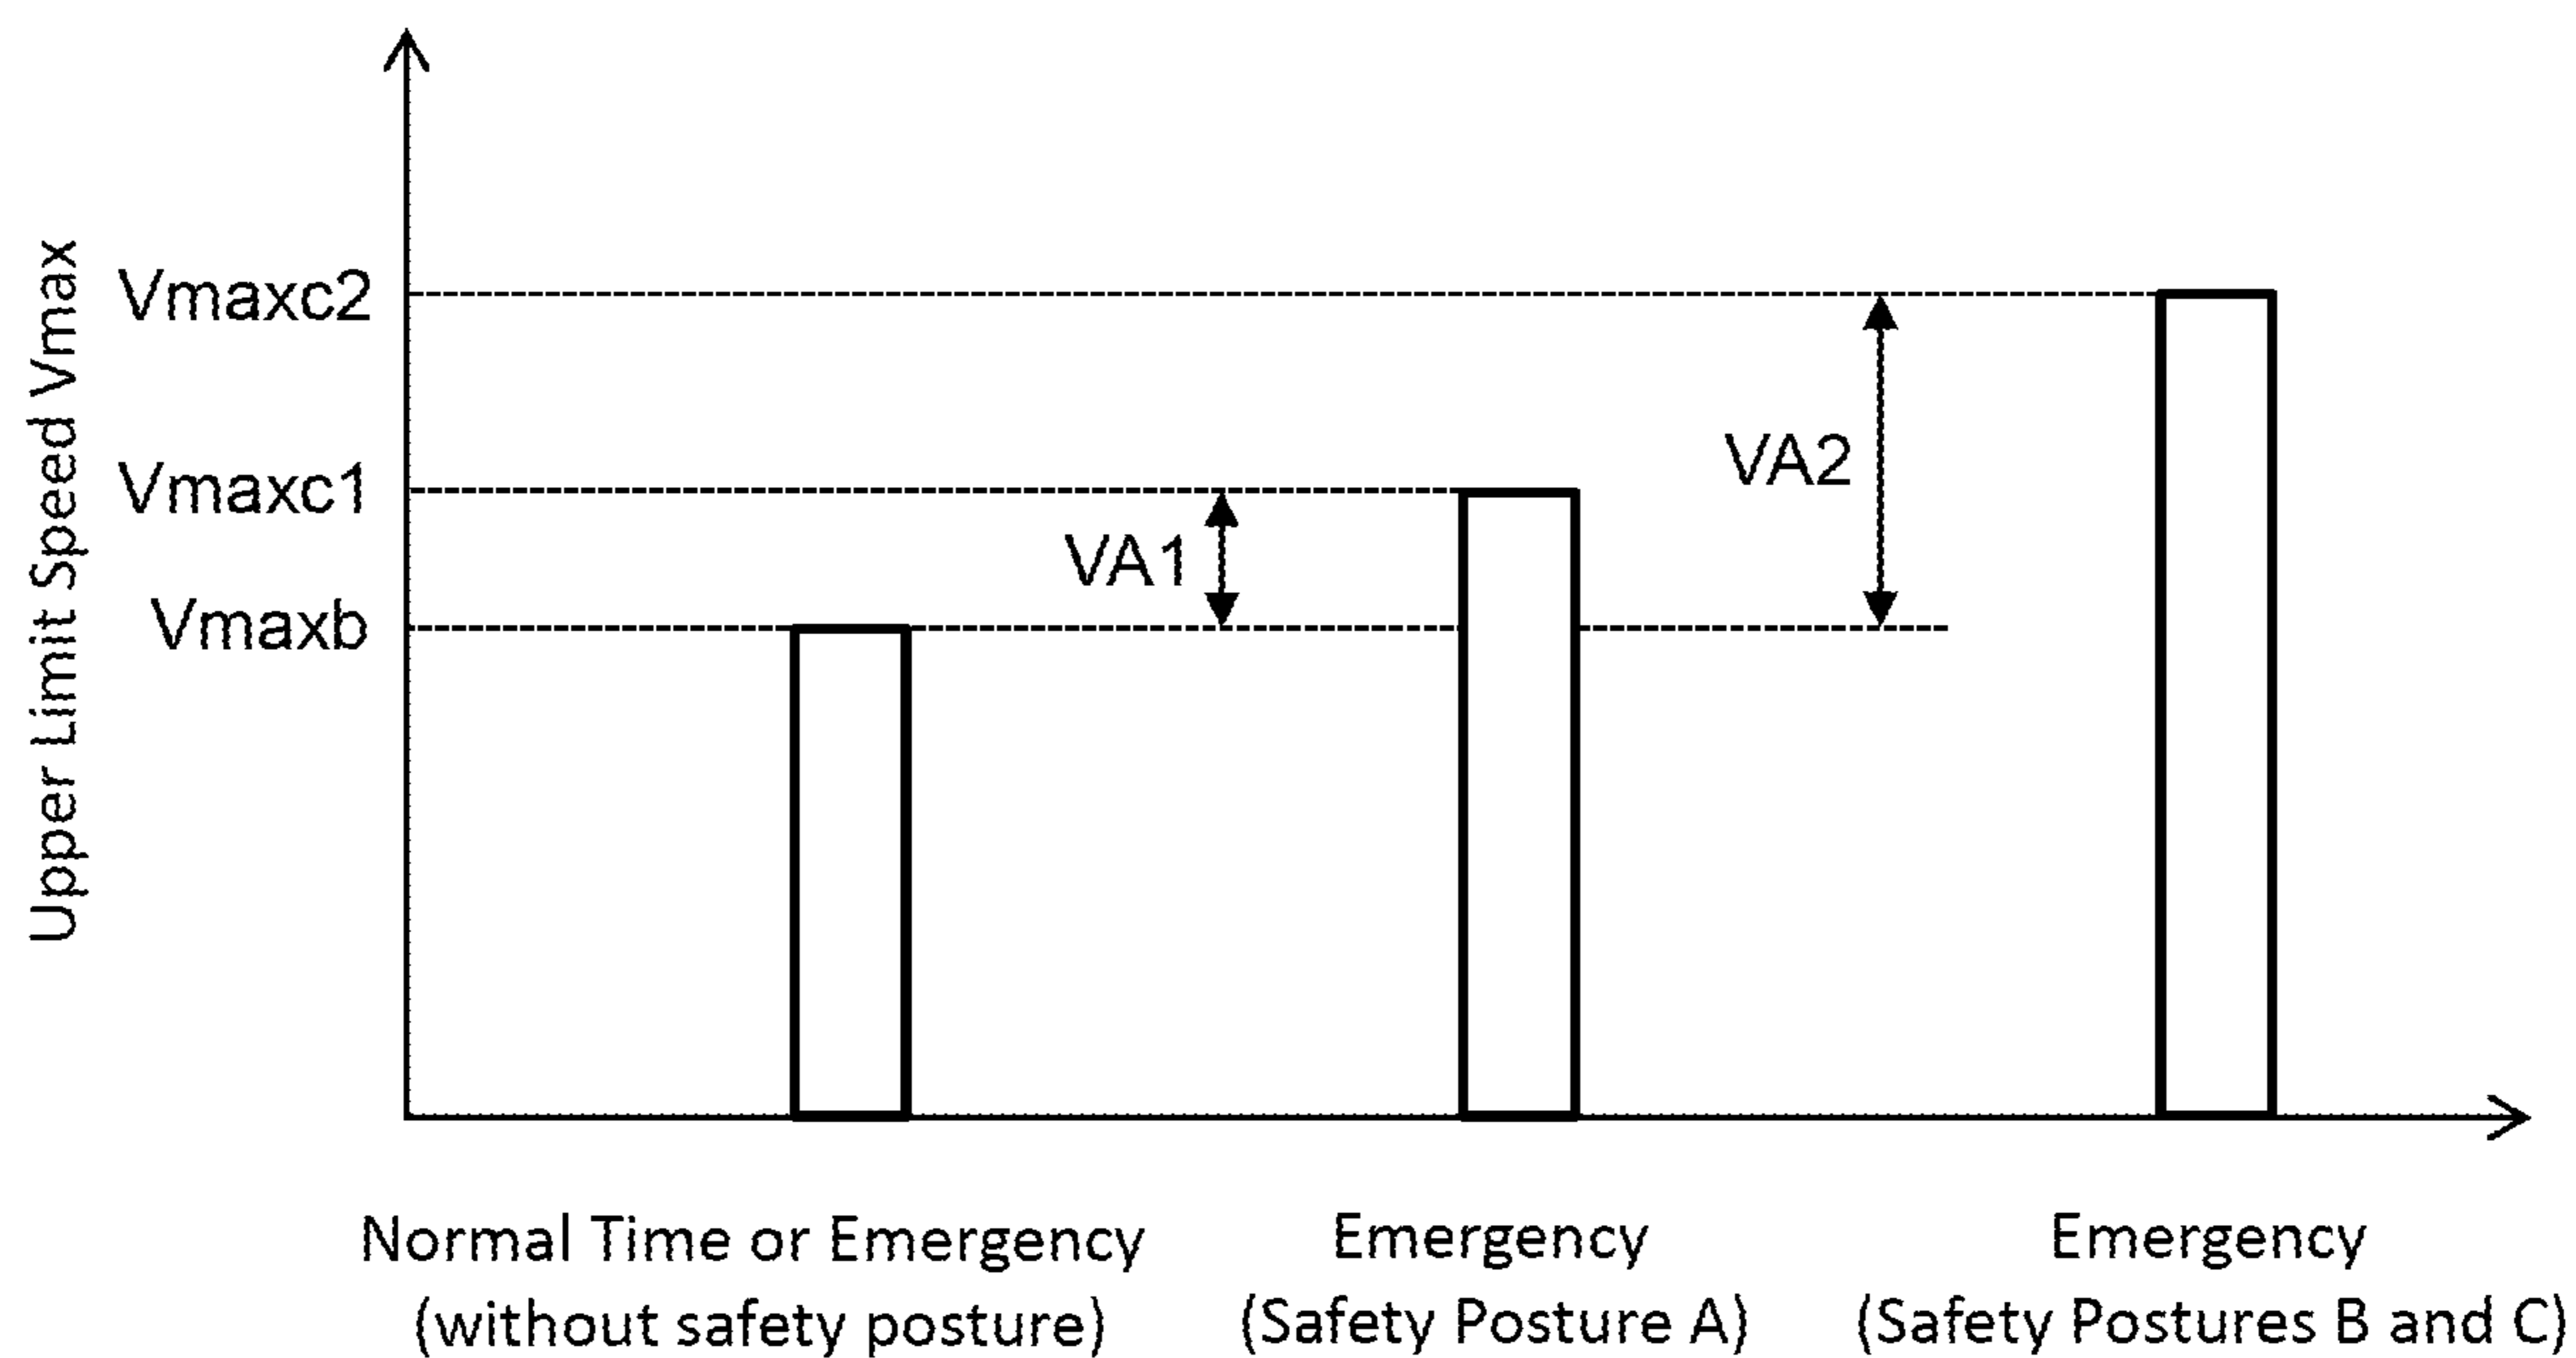 Upper Limit Speed Vmax
Vmaxc2
Vmaxc1
Vmaxb
VA1
VA2
Normal Time or Emergency
(without safety posture)
Emergency
(Safety Posture A)
Emergency
(Safety Postures B and C)